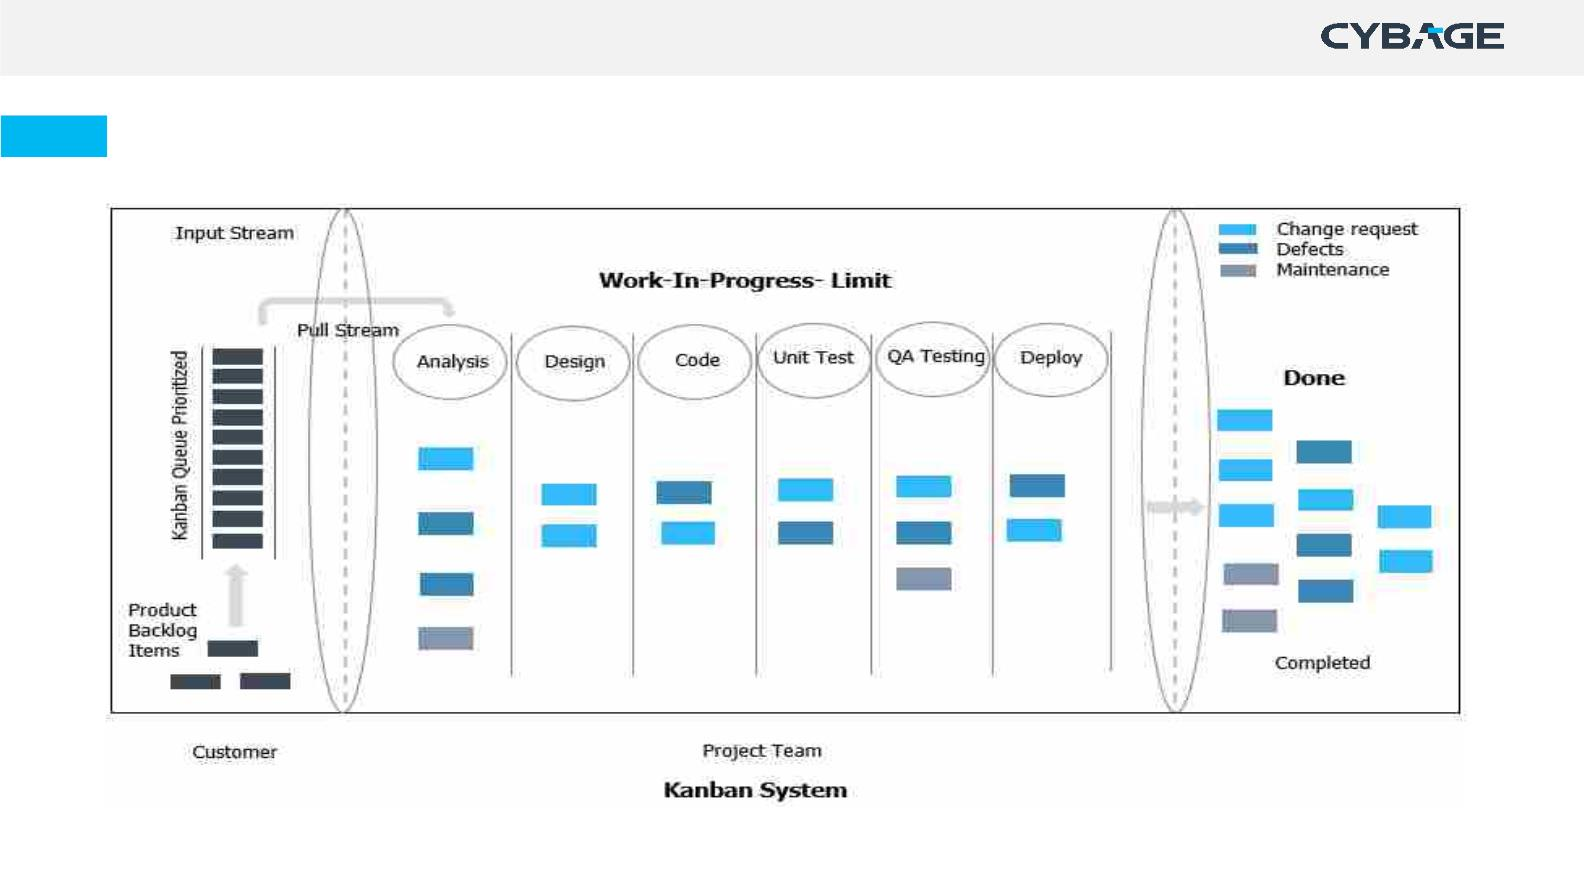 CYBAGE
Input Stream
Change request
Defects
Maintenance
Work-In-Progress- Limit
Pull Stream
Kanban Queue Prioritized
Analysis
Design
Code
Unit Test
QA Testing
Deploy
Done
Product
Backlog
Items
Completed
Customer
Project Team
Kanban System